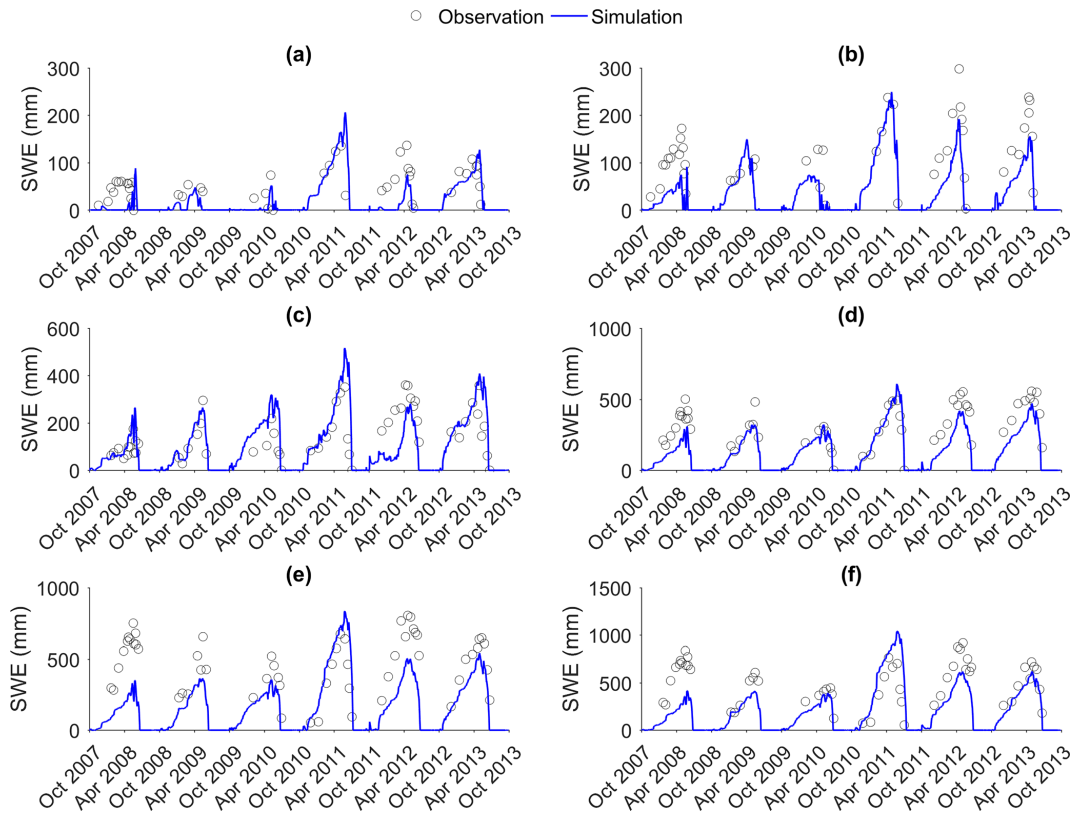 Observation Simulation
(a) (b)
SWE (mm) 300 200 100 0
Oct 2007 Apr 2008 Oct 2008 Apr 2009 Oct 2009 Apr 2010 Oct 2010 Apr 2011 Oct 2011 Apr 2012 Oct 2012 Apr 2013 Oct 2013
SWE (mm) 300 200 100 0
Oct 2007 Apr 2008 Oct 2008 Apr 2009 Oct 2009 Apr 2010 Oct 2010 Apr 2011 Oct 2011 Apr 2012 Oct 2012 Apr 2013 Oct 2013
(c) (d)
SWE (mm) 600 400 200 0
Oct 2007 Apr 2008 Oct 2008 Apr 2009 Oct 2009 Apr 2010 Oct 2010 Apr 2011 Oct 2011 Apr 2012 Oct 2012 Apr 2013 Oct 2013
SWE (mm) 1000 500 0
Oct 2007 Apr 2008 Oct 2008 Apr 2009 Oct 2009 Apr 2010 Oct 2010 Apr 2011 Oct 2011 Apr 2012 Oct 2012 Apr 2013 Oct 2013
(e) (f)
SWE (mm) 1000 500 0
Oct 2007 Apr 2008 Oct 2008 Apr 2009 Oct 2009 Apr 2010 Oct 2010 Apr 2011 Oct 2011 Apr 2012 Oct 2012 Apr 2013 Oct 2013
SWE (mm) 1500 1000 500 0
Oct 2007 Apr 2008 Oct 2008 Apr 2009 Oct 2009 Apr 2010 Oct 2010 Apr 2011 Oct 2011 Apr 2012 Oct 2012 Apr 2013 Oct 2013